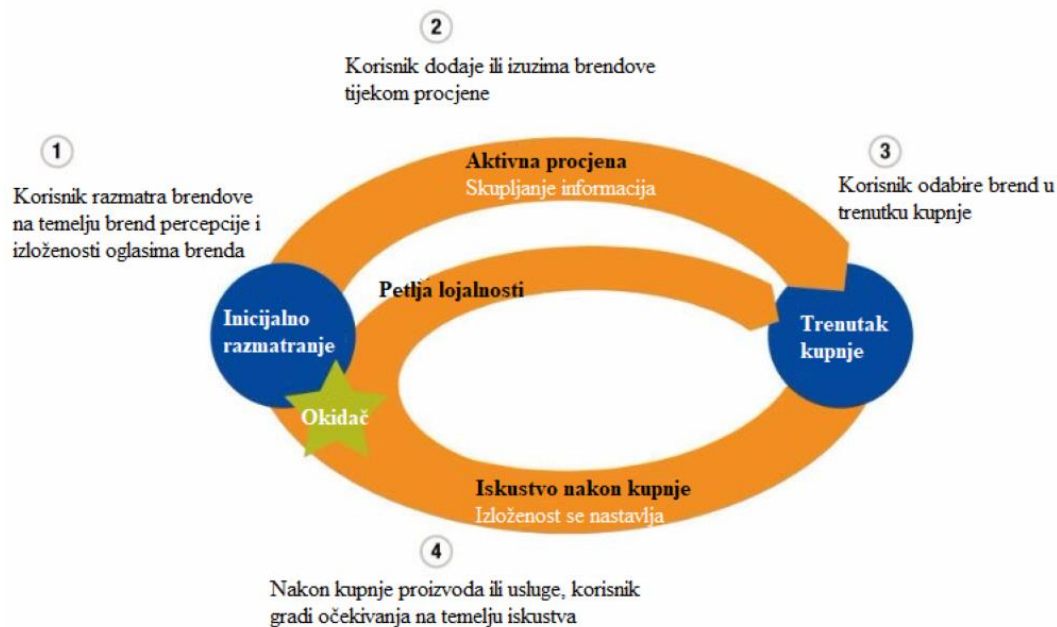 1
Korisnik razmatra brendove
na temelju brend percepcije i
izloženosti oglasima brenda
2
Korisnik dodaje ili izuzima brendove
tijekom procjene
3
Korisnik odabire brend u
trenutku kupnje
Aktivna procjena
Skupljanje informacija
Petlja lojalnosti
Inicijalno
razmatranje
Okidač
Trenutak
kupnje
Iskustvo nakon kupnje
Izloženost se nastavlja
4
Nakon kupnje proizvoda ili usluge, korisnik
gradi očekivanja na temelju iskustva